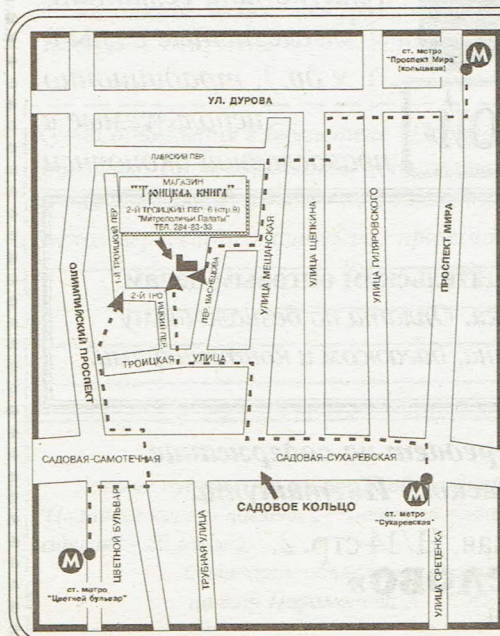 ст. метро
"Проспект Мира"
(кольцевая)
М
УЛ. ДУРОВА
ЛАВРСКИЙ ПЕР.
МАГАЗИН
"Троицкая книга"
2-й ТРОИЦКИЙ ПЕР. 6 (стр.9)
"Митрополичьи Палаты"
ТЕЛ. 284-83-33
1-й ТРОИЦКИЙ ПЕР.
2-й ТРОИЦКИЙ ПЕР.
ПЕР. ВАСНЕЦОВА
УЛИЦА МЕЩАНСКАЯ
УЛИЦА ЩЕПКИНА
УЛИЦА ГИЛЯРОВСКОГО
ПРОСПЕКТ МИРА
ОЛИМПИЙСКИЙ ПРОСПЕКТ
ТРОИЦКАЯ УЛИЦА
САДОВАЯ-САМОТЕЧНАЯ
САДОВАЯ-СУХАРЕВСКАЯ
САДОВОЕ КОЛЬЦО
М
ст. метро
"Сухаревская"
М
ст. метро
"Цветной бульвар"
ЦВЕТНОЙ БУЛЬВАР
ТРУБНАЯ УЛИЦА
УЛИЦА СРЕТЕНКА